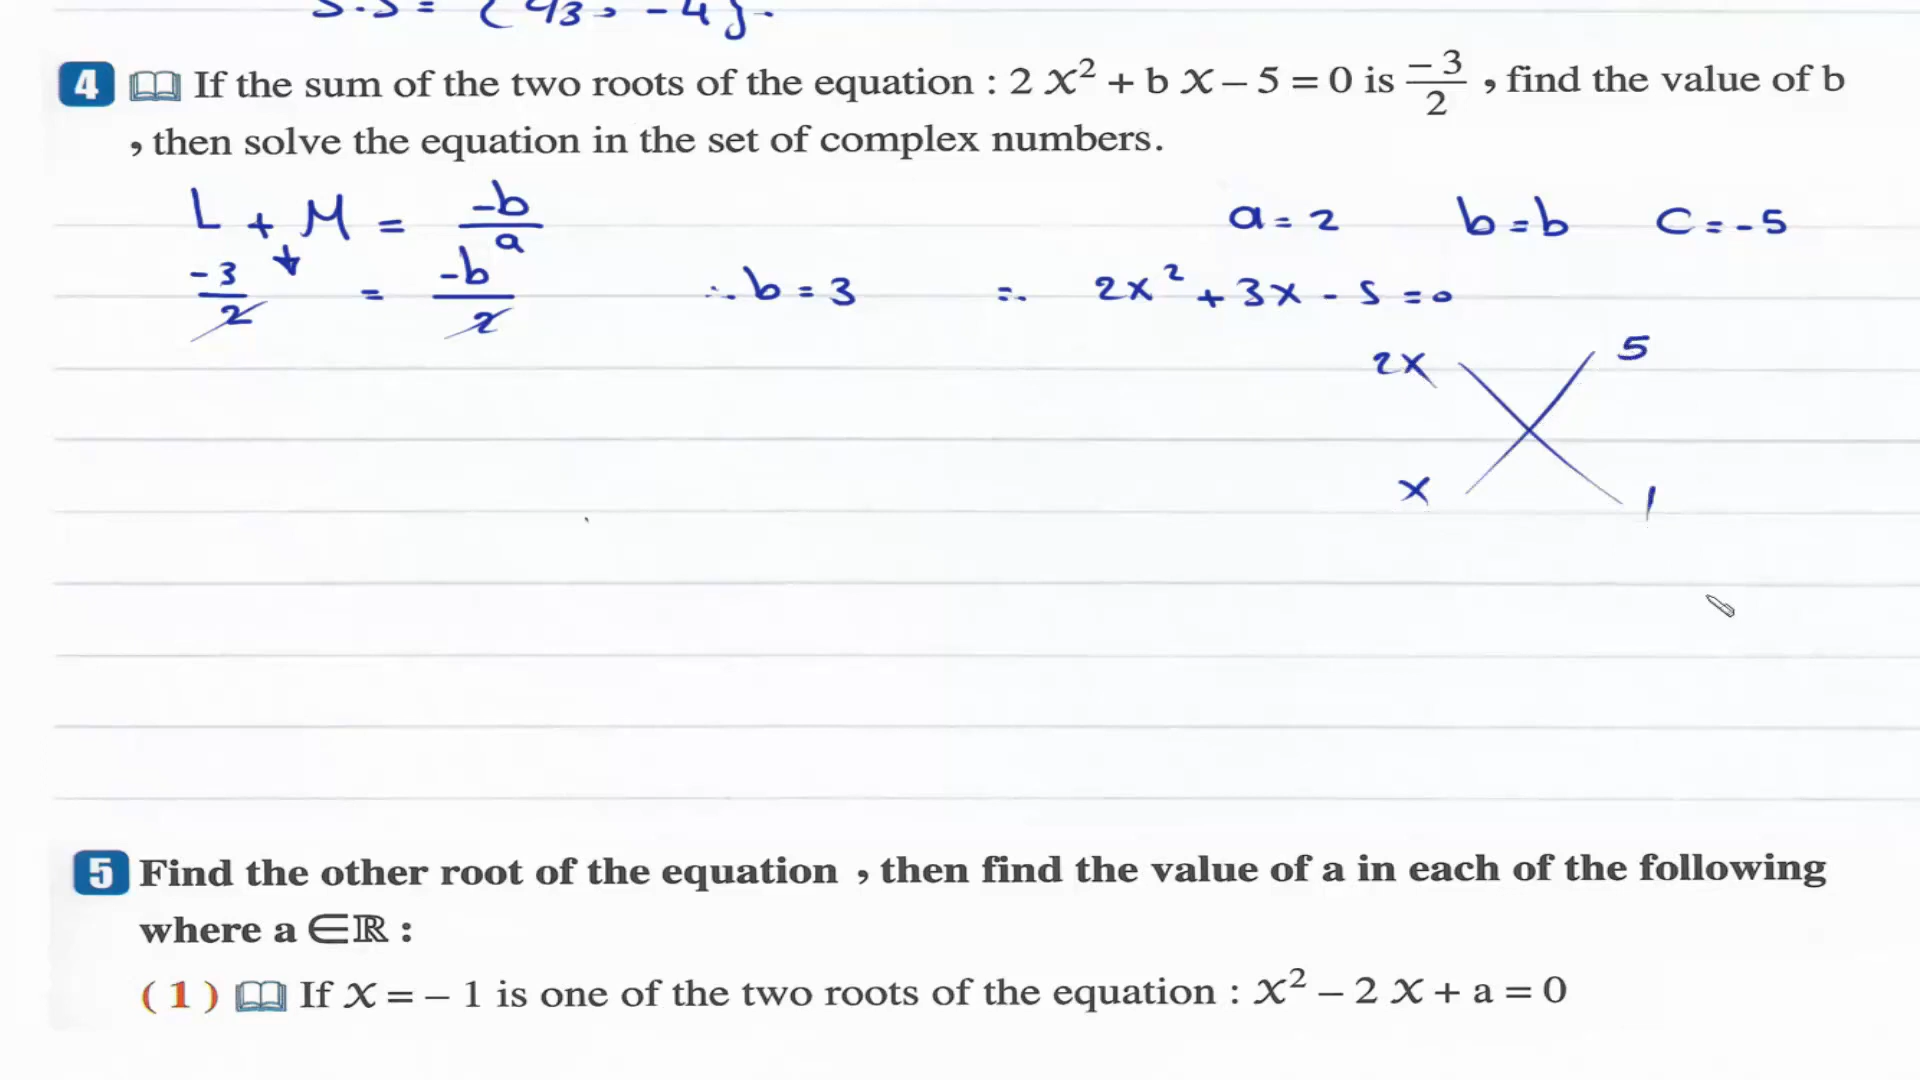 S.S = { 4/3 , -4 }.
4 If the sum of the two roots of the equation : 2 x² + b x – 5 = 0 is -3/2 , find the value of b
, then solve the equation in the set of complex numbers.
L + M = -b/a a = 2 b = b C = -5
-3/2 = -b/2 ∴ b = 3 ∴ 2x² + 3x - 5 = 0
2x 5
x 1
5 Find the other root of the equation , then find the value of a in each of the following
where a ∈ ℝ :
( 1 ) If x = – 1 is one of the two roots of the equation : x² – 2 x + a = 0